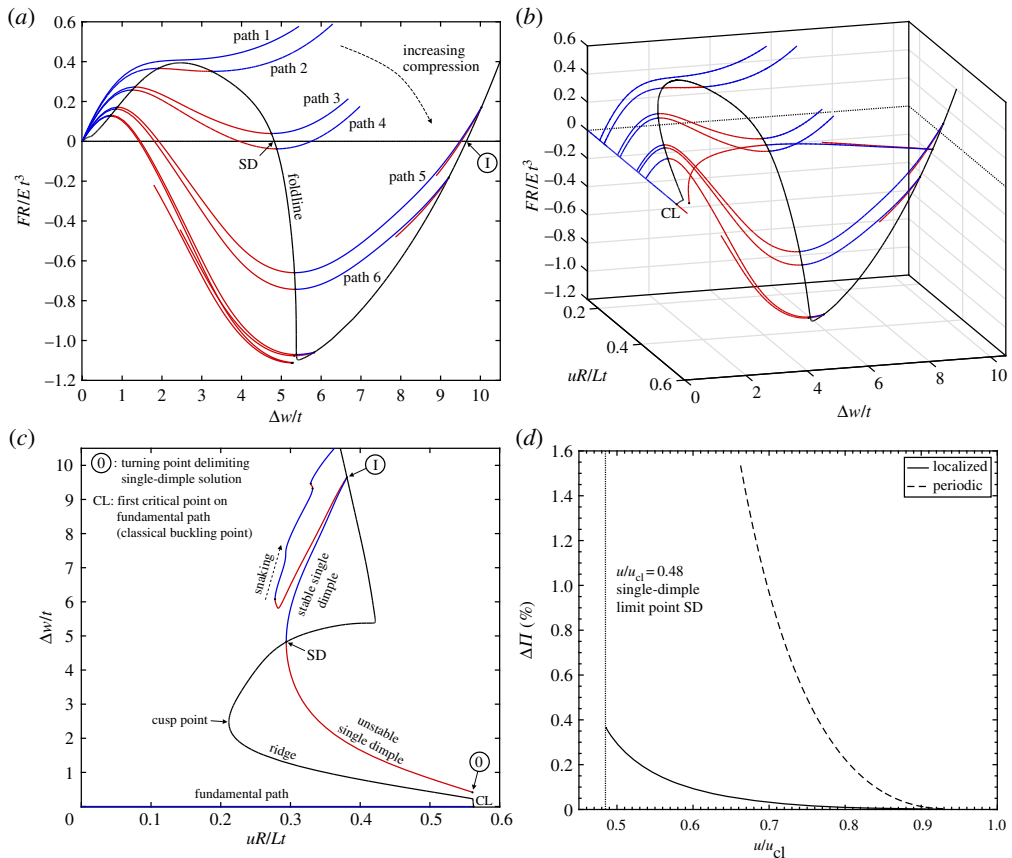 (a)
0.6
0.4
0.2
0
−0.2
−0.4
−0.6
−0.8
−1.0
−1.2
FR/Et³
path 1
path 2
increasing
compression
path 3
path 4
SD
I
foldline
path 5
path 6
0 1 2 3 4 5 6 7 8 9 10
Δw/t
(b)
0.6
0.4
0.2
0
−0.2
−0.4
−0.6
−0.8
−1.0
−1.2
FR/Et³
CL
0.2
0.4
0.6
uR/Lt
0 2 4 6 8 10
Δw/t
(c)
10
9
8
7
6
5
4
3
2
1
0
Δw/t
0 : turning point delimiting
single-dimple solution
CL: first critical point on
fundamental path
(classical buckling point)
I
snaking
stable single
dimple
SD
cusp point
unstable
single dimple
ridge
0
CL
fundamental path
0.1 0.2 0.3 0.4 0.5 0.6
uR/Lt
(d)
1.6
1.4
1.2
1.0
0.8
0.6
0.4
0.2
0
ΔΠ (%)
localized
periodic
u/u_cl = 0.48
single-dimple
limit point SD
0.5 0.6 0.7 0.8 0.9 1.0
u/u_cl